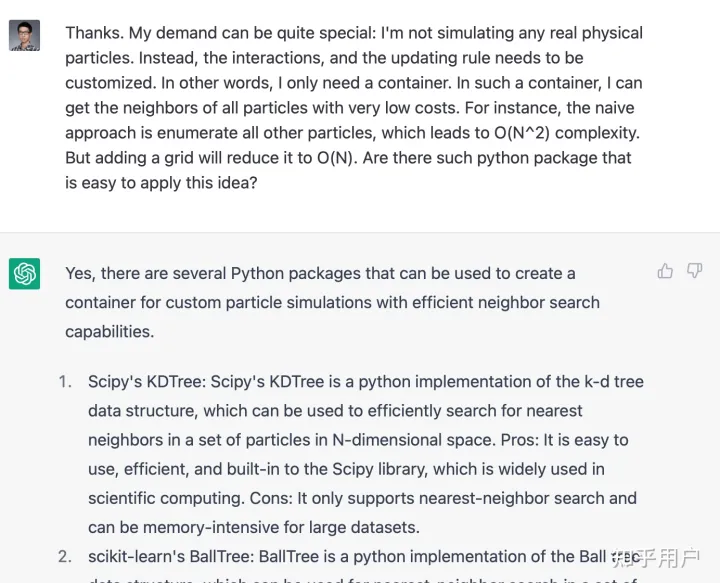 Thanks. My demand can be quite special: I'm not simulating any real physical
particles. Instead, the interactions, and the updating rule needs to be
customized. In other words, I only need a container. In such a container, I can
get the neighbors of all particles with very low costs. For instance, the naive
approach is enumerate all other particles, which leads to O(N^2) complexity.
But adding a grid will reduce it to O(N). Are there such python package that
is easy to apply this idea?
Yes, there are several Python packages that can be used to create a
container for custom particle simulations with efficient neighbor search
capabilities.
1. Scipy's KDTree: Scipy's KDTree is a python implementation of the k-d tree
data structure, which can be used to efficiently search for nearest
neighbors in a set of particles in N-dimensional space. Pros: It is easy to
use, efficient, and built-in to the Scipy library, which is widely used in
scientific computing. Cons: It only supports nearest-neighbor search and
can be memory-intensive for large datasets.
2. scikit-learn's BallTree: BallTree is a python implementation of the Ball tree
知乎用户